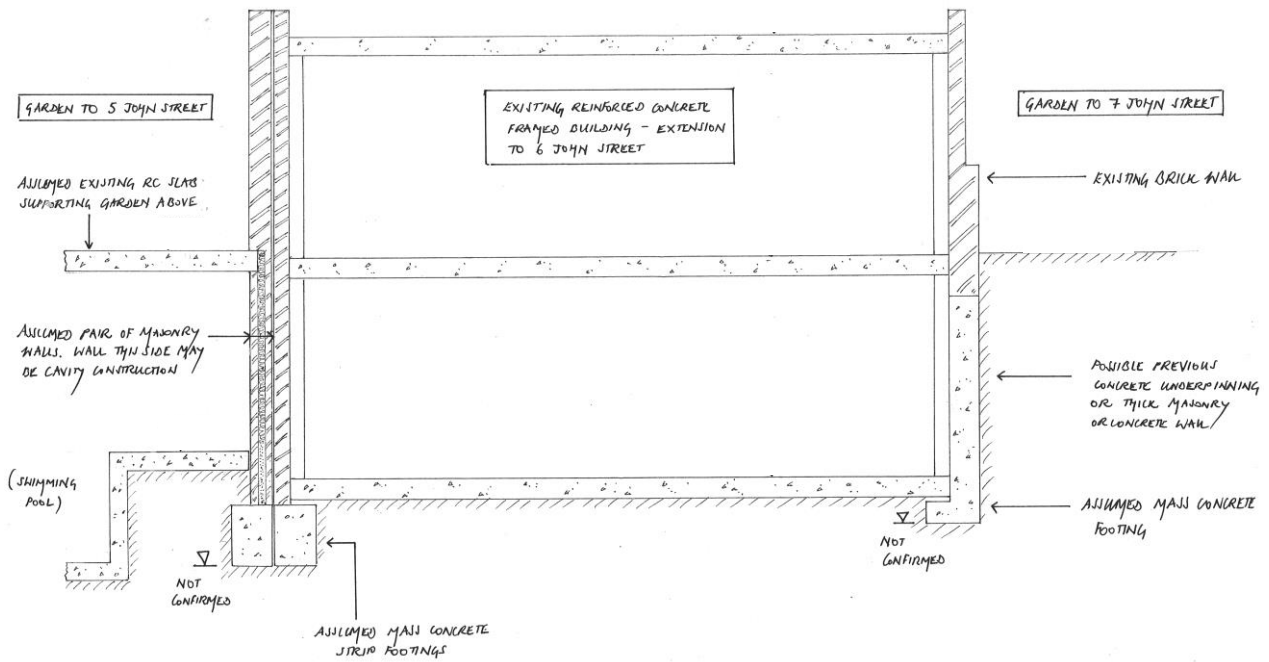 GARDEN TO 5 JOHN STREET
EXISTING REINFORCED CONCRETE
FRAMED BUILDING - EXTENSION
TO 6 JOHN STREET
GARDEN TO 7 JOHN STREET
ASSUMED EXISTING RC SLAB
SUPPORTING GARDEN ABOVE
EXISTING BRICK WALL
ASSUMED PAIR OF MASONRY
WALLS. WALL THIS SIDE MAY
BE CAVITY CONSTRUCTION
POSSIBLE PREVIOUS
CONCRETE UNDERPINNING
OR THICK MASONRY
OR CONCRETE WALL
(SWIMMING
POOL)
ASSUMED MASS CONCRETE
FOOTING
NOT
CONFIRMED
NOT
CONFIRMED
ASSUMED MASS CONCRETE
STRIP FOOTINGS